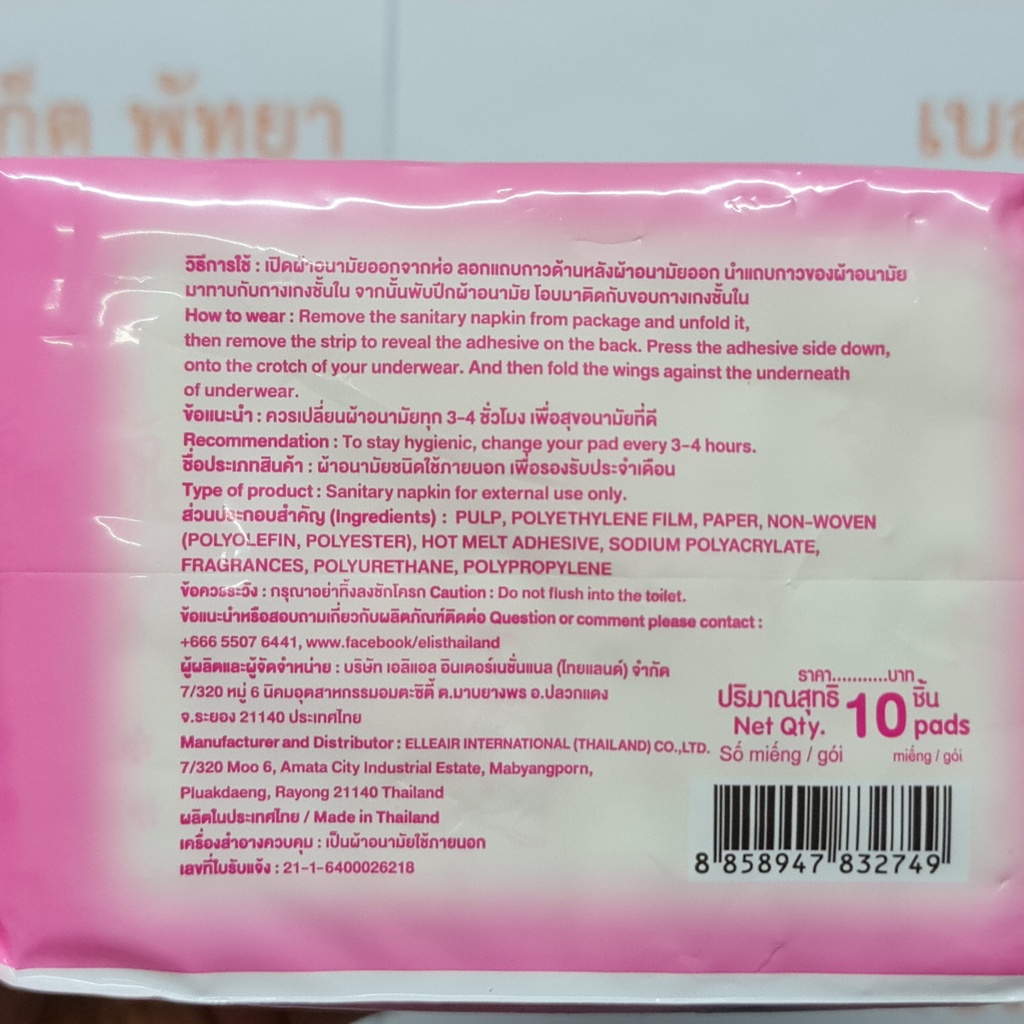 พัทยา
วิธีการใช้ : เปิดผ้าอนามัยออกจากห่อ ลอกแถบกาวด้านหลังผ้าอนามัยออก นำแถบกาวของผ้าอนามัย
มาทาบกับกางเกงชั้นใน จากนั้นพับปีกผ้าอนามัย โอบมาติดกับขอบกางเกงชั้นใน
How to wear : Remove the sanitary napkin from package and unfold it,
then remove the strip to reveal the adhesive on the back. Press the adhesive side down,
onto the crotch of your underwear. And then fold the wings against the underneath
of underwear.
ข้อแนะนำ : ควรเปลี่ยนผ้าอนามัยทุก 3-4 ชั่วโมง เพื่อสุขอนามัยที่ดี
Recommendation : To stay hygienic, change your pad every 3-4 hours.
ชื่อประเภทสินค้า : ผ้าอนามัยชนิดใช้ภายนอก เพื่อรองรับประจำเดือน
Type of product : Sanitary napkin for external use only.
ส่วนประกอบสำคัญ (Ingredients) : PULP, POLYETHYLENE FILM, PAPER, NON-WOVEN
(POLYOLEFIN, POLYESTER), HOT MELT ADHESIVE, SODIUM POLYACRYLATE,
FRAGRANCES, POLYURETHANE, POLYPROPYLENE
ข้อควรระวัง : กรุณาอย่าทิ้งลงชักโครก Caution : Do not flush into the toilet.
ข้อแนะนำหรือสอบถามเกี่ยวกับผลิตภัณฑ์ติดต่อ Question or comment please contact :
+666 5507 6441, www.facebook/elisthailand
ผู้ผลิตและผู้จัดจำหน่าย : บริษัท เอลิแอล อินเตอร์เนชั่นแนล (ไทยแลนด์) จำกัด
7/320 หมู่ 6 นิคมอุตสาหกรรมอมตะซิตี้ ต.มาบยางพร อ.ปลวกแดง
จ.ระยอง 21140 ประเทศไทย
Manufacturer and Distributor : ELLEAIR INTERNATIONAL (THAILAND) CO.,LTD.
7/320 Moo 6, Amata City Industrial Estate, Mabyangporn,
Pluakdaeng, Rayong 21140 Thailand
ผลิตในประเทศไทย / Made in Thailand
เครื่องสำอางควบคุม : เป็นผ้าอนามัยใช้ภายนอก
เลขที่ใบรับแจ้ง : 21-1-6400026218
ราคา...........บาท
ปริมาณสุทธิ 10 ชิ้น
Net Qty. pads
Số miếng / gói miếng / gói
8 858947 832749